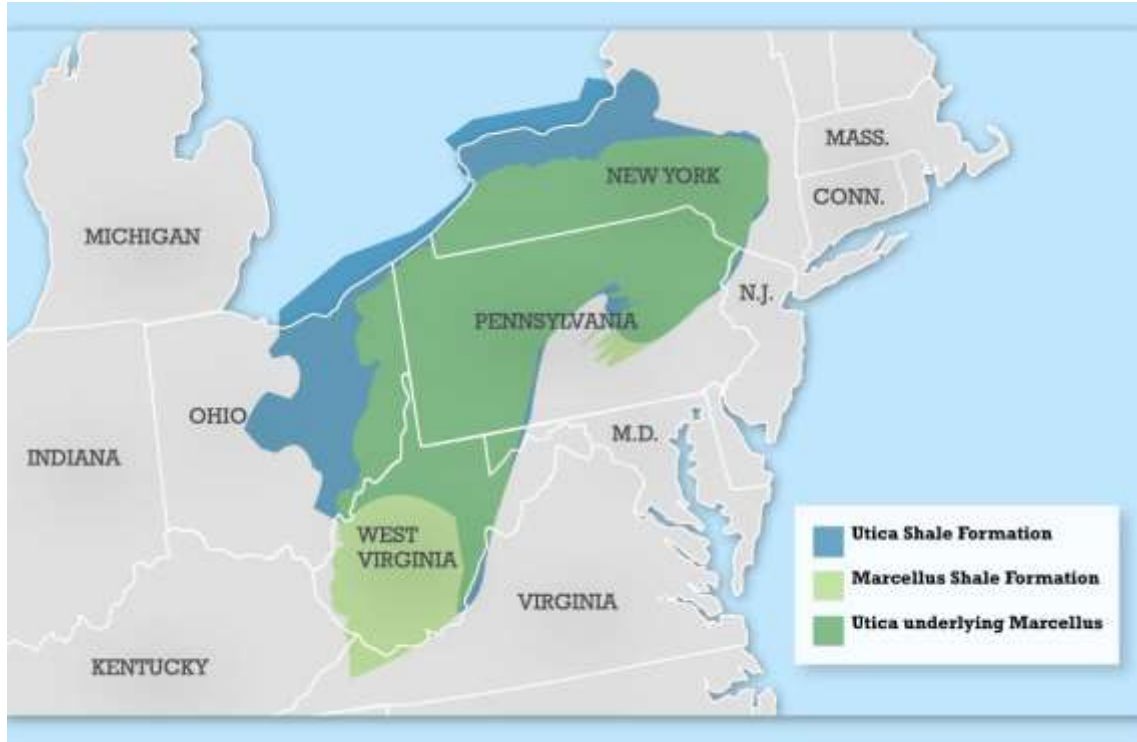 MASS.
NEW YORK
CONN.
MICHIGAN
N.J.
PENNSYLVANIA
OHIO
M.D.
INDIANA
WEST
VIRGINIA
VIRGINIA
KENTUCKY
Utica Shale Formation
Marcellus Shale Formation
Utica underlying Marcellus